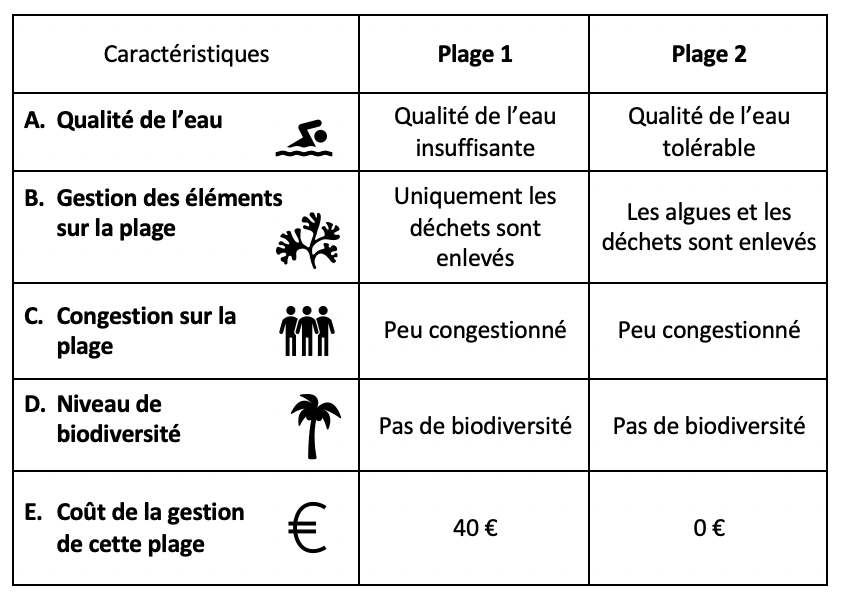 Caractéristiques
Plage 1
Plage 2
A. Qualité de l’eau
Qualité de l’eau
insuffisante
Qualité de l’eau
tolérable
B. Gestion des éléments
sur la plage
Uniquement les
déchets sont
enlevés
Les algues et les
déchets sont enlevés
C. Congestion sur la
plage
Peu congestionné
Peu congestionné
D. Niveau de
biodiversité
Pas de biodiversité
Pas de biodiversité
E. Coût de la gestion
de cette plage
€
40 €
0 €